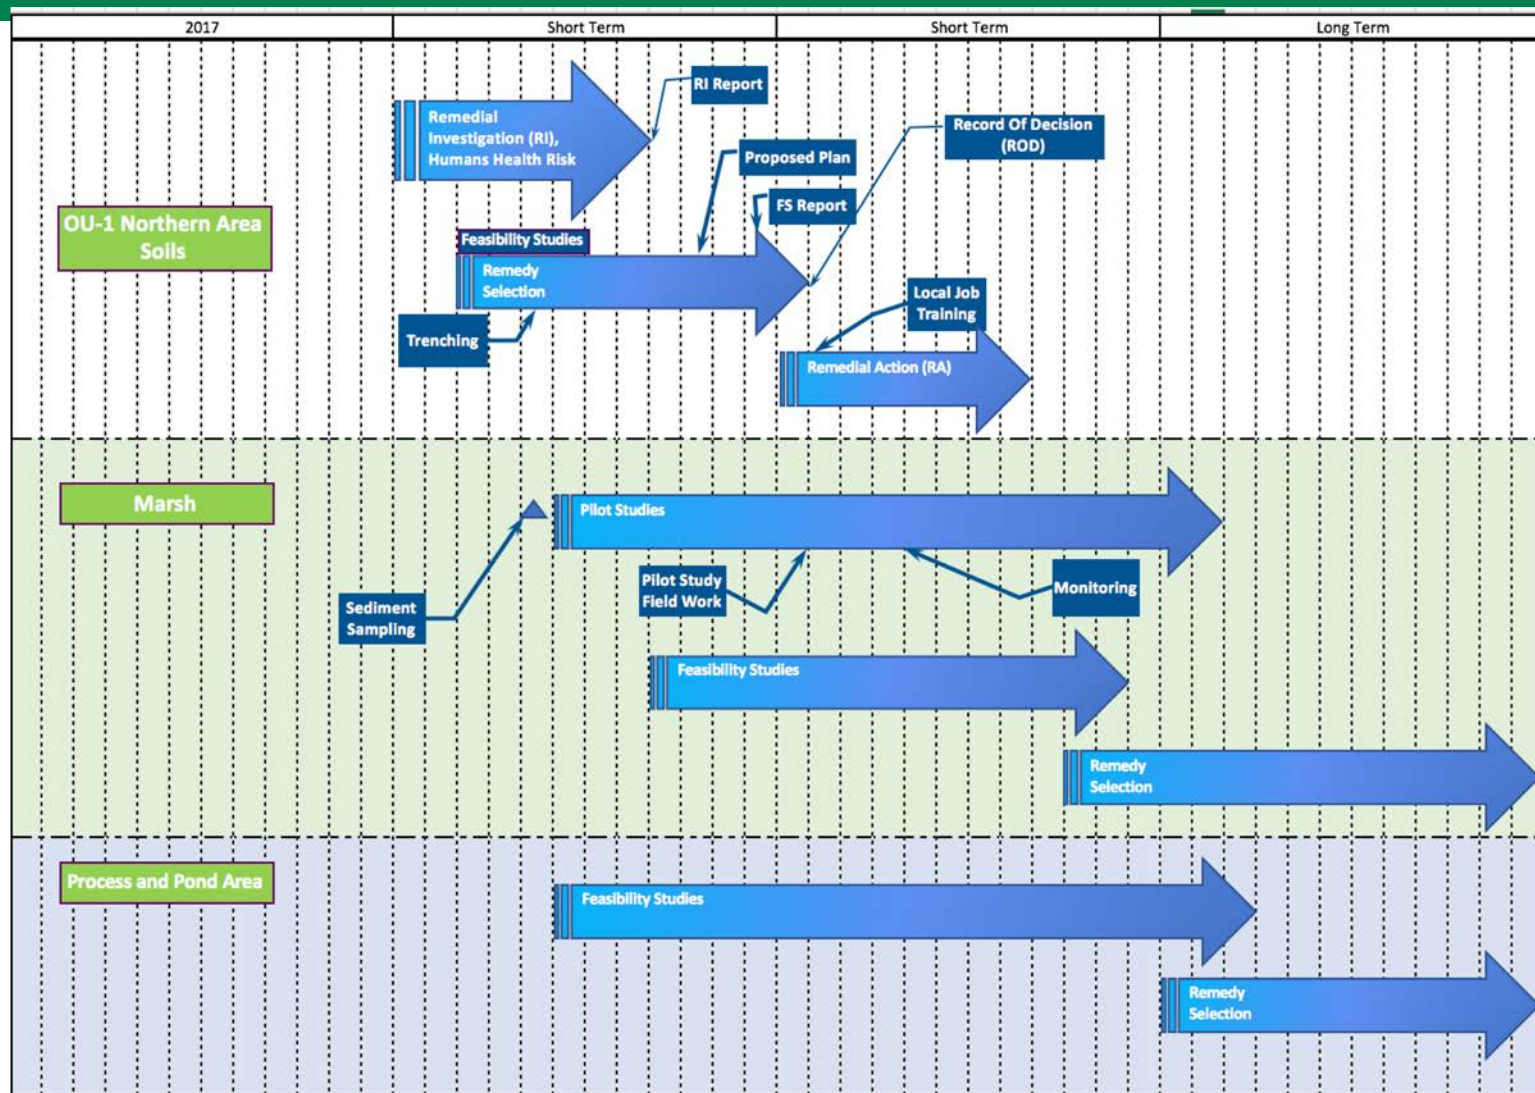 2017
Short Term
Short Term
Long Term
RI Report
Remedial
Investigation (RI),
Humans Health Risk
Record Of Decision
(ROD)
Proposed Plan
FS Report
OU-1 Northern Area
Soils
Feasibility Studies
Remedy
Selection
Local Job
Training
Trenching
Remedial Action (RA)
Marsh
Pilot Studies
Pilot Study
Field Work
Monitoring
Sediment
Sampling
Feasibility Studies
Remedy
Selection
Process and Pond Area
Feasibility Studies
Remedy
Selection